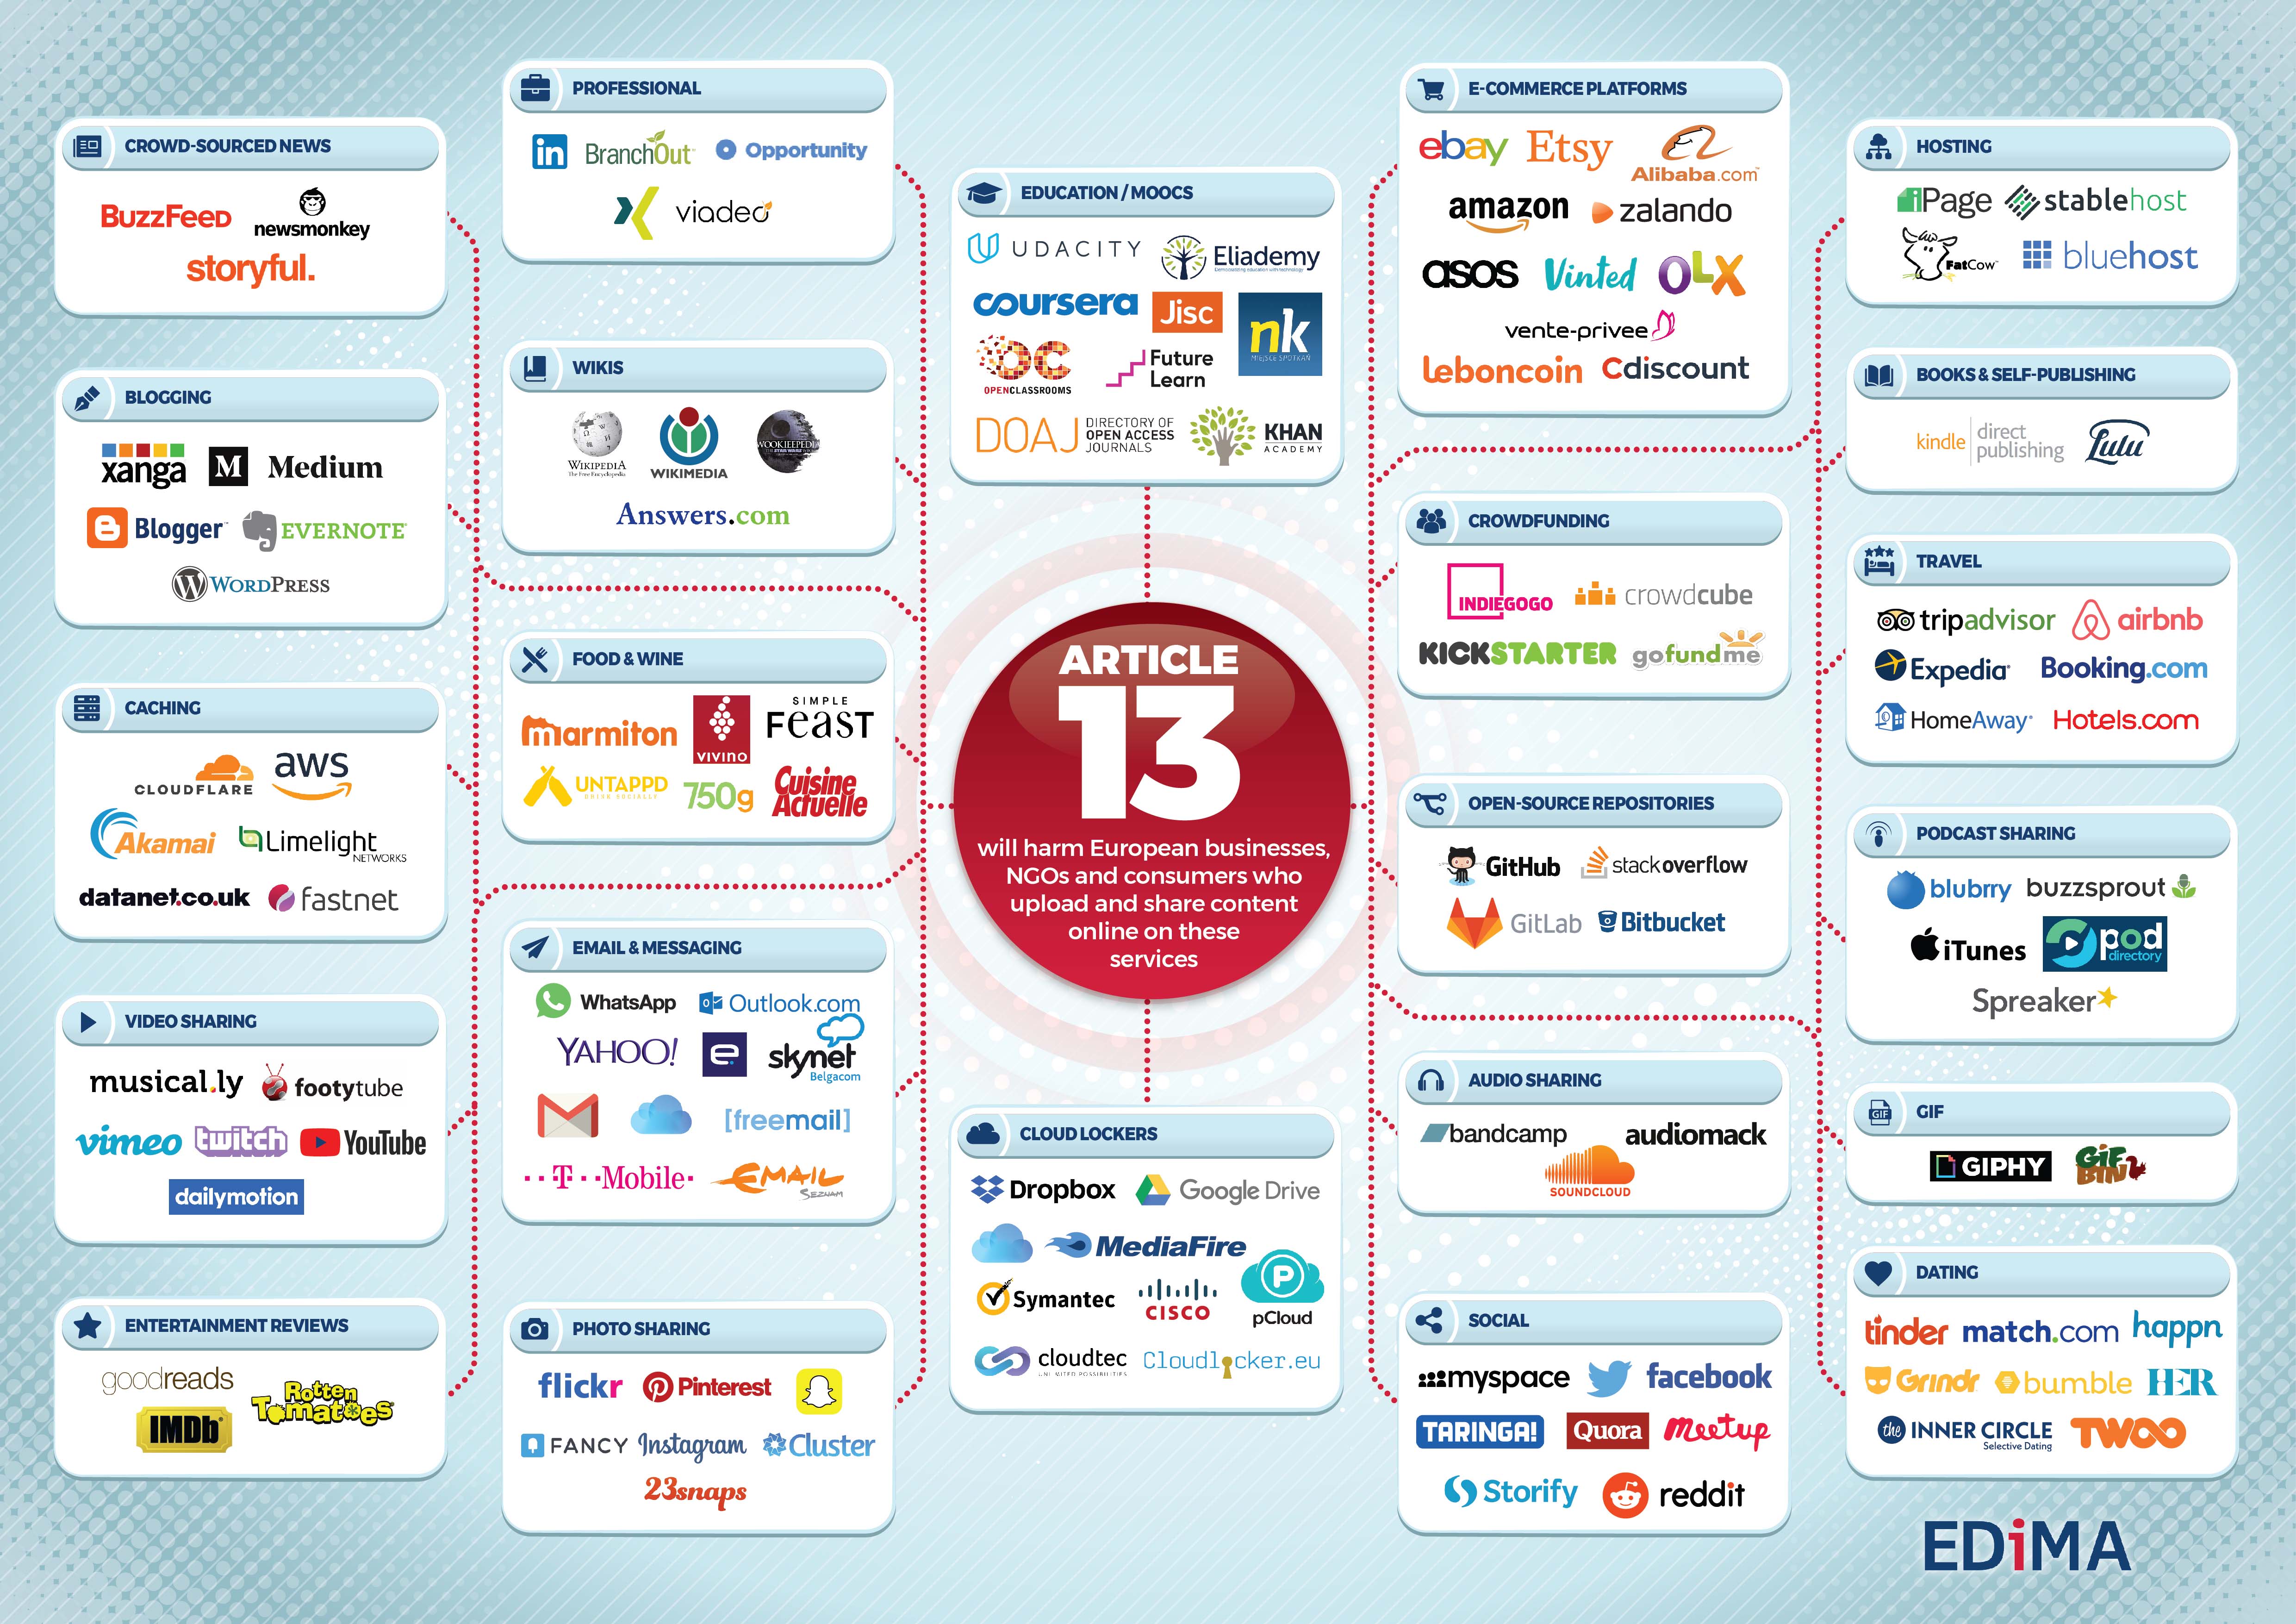 CROWD-SOURCED NEWS
BuzzFeed
newsmonkey
storyful.
BLOGGING
xanga
M Medium
Blogger™
EVERNOTE
WORDPRESS
CACHING
CLOUDFLARE
aws
Akamai
Limelight
NETWORKS
datanet.co.uk
fastnet
VIDEO SHARING
musical.ly
footytube
vimeo
twitch
YouTube
dailymotion
ENTERTAINMENT REVIEWS
goodreads
Rotten
Tomatoes
IMDb
PROFESSIONAL
in
BranchOut
Opportunity
viadeo
WIKIS
WIKIPEDIA
The Free Encyclopedia
WIKIMEDIA
WOOKIEEPEDIA
Answers.com
FOOD & WINE
marmiton
VIVINO
SIMPLE
FEAST
UNTAPPD
DRINK SOCIALLY
750g
Cuisine
Actuelle
EMAIL & MESSAGING
WhatsApp
Outlook.com
YAHOO!
e.
skynet
Belgacom
[freemail]
T Mobile
EMAIL
SEZNAM
PHOTO SHARING
flickr
Pinterest
FANCY
Instagram
Cluster
23snaps
EDUCATION / MOOCS
UDACITY
Eliademy
coursera
Jisc
nk
MIEJSCE SPOTKAŃ
OC
OPENCLASSROOMS
Future
Learn
DOAJ
DIRECTORY OF
OPEN ACCESS
JOURNALS
KHAN
ACADEMY
ARTICLE
13
will harm European businesses,
NGOs and consumers who
upload and share content
online on these
services
CLOUD LOCKERS
Dropbox
Google Drive
MediaFire
Symantec
CISCO
P
pCloud
cloudtec
UNLIMITED POSSIBILITIES
Cloudlocker.eu
E-COMMERCE PLATFORMS
ebay
Etsy
Alibaba.com™
amazon
zalando
asos
Vinted
OLX
vente-privee
leboncoin
Cdiscount
CROWDFUNDING
INDIEGOGO
crowdcube
KICKSTARTER
gofundme
OPEN-SOURCE REPOSITORIES
GitHub
stackoverflow
GitLab
Bitbucket
AUDIO SHARING
bandcamp
audiomack
SOUNDCLOUD
SOCIAL
myspace
facebook
TARINGA!
Quora
Meetup
Storify
reddit
HOSTING
iPage
stablehost
FatCow™
bluehost
BOOKS & SELF-PUBLISHING
kindle
direct
publishing
Lulu
TRAVEL
tripadvisor
airbnb
Expedia®
Booking.com
HomeAway®
Hotels.com
PODCAST SHARING
blubrry
buzzsprout
iTunes
pod
directory
Spreaker
GIF
GIF
GIPHY
GIF
BIN
DATING
tinder
match.com
happn
Grindr
bumble
HER
the INNER CIRCLE
Selective Dating
TWOO
EDiMA